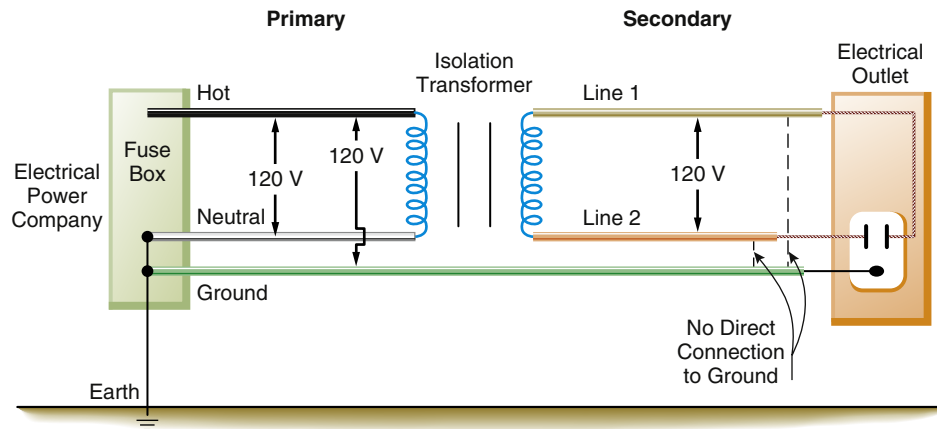 Primary
Secondary
Isolation
Transformer
Electrical
Outlet
Hot
Line 1
Fuse
Box
Electrical
Power
Company
120 V
120 V
120 V
Neutral
Line 2
Ground
No Direct
Connection
to Ground
Earth